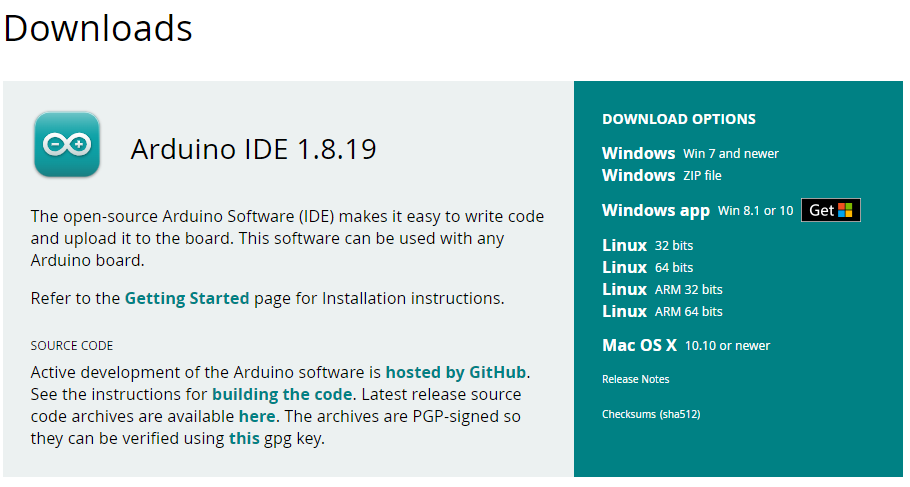 Downloads
Arduino IDE 1.8.19
The open-source Arduino Software (IDE) makes it easy to write code
and upload it to the board. This software can be used with any
Arduino board.
Refer to the Getting Started page for Installation instructions.
SOURCE CODE
Active development of the Arduino software is hosted by GitHub.
See the instructions for building the code. Latest release source
code archives are available here. The archives are PGP-signed so
they can be verified using this gpg key.
DOWNLOAD OPTIONS
Windows Win 7 and newer
Windows ZIP file
Windows app Win 8.1 or 10 Get
Linux 32 bits
Linux 64 bits
Linux ARM 32 bits
Linux ARM 64 bits
Mac OS X 10.10 or newer
Release Notes
Checksums (sha512)